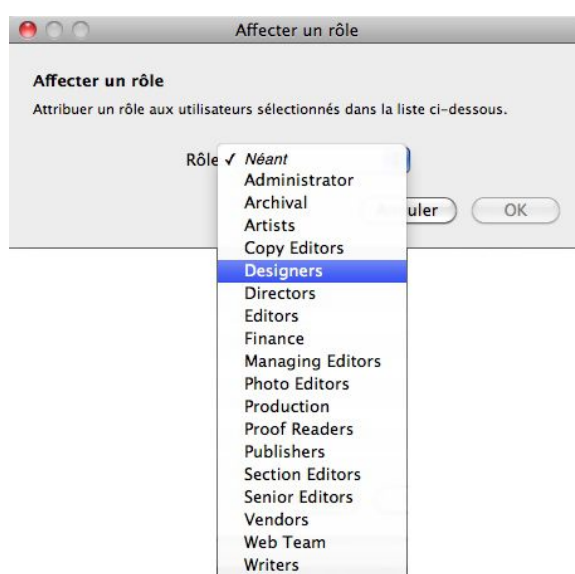 Affecter un rôle
Affecter un rôle
Attribuer un rôle aux utilisateurs sélectionnés dans la liste ci-dessous.
Rôle ✓ Néant
Administrator
Archival
uler OK
Artists
Copy Editors
Designers
Directors
Editors
Finance
Managing Editors
Photo Editors
Production
Proof Readers
Publishers
Section Editors
Senior Editors
Vendors
Web Team
Writers